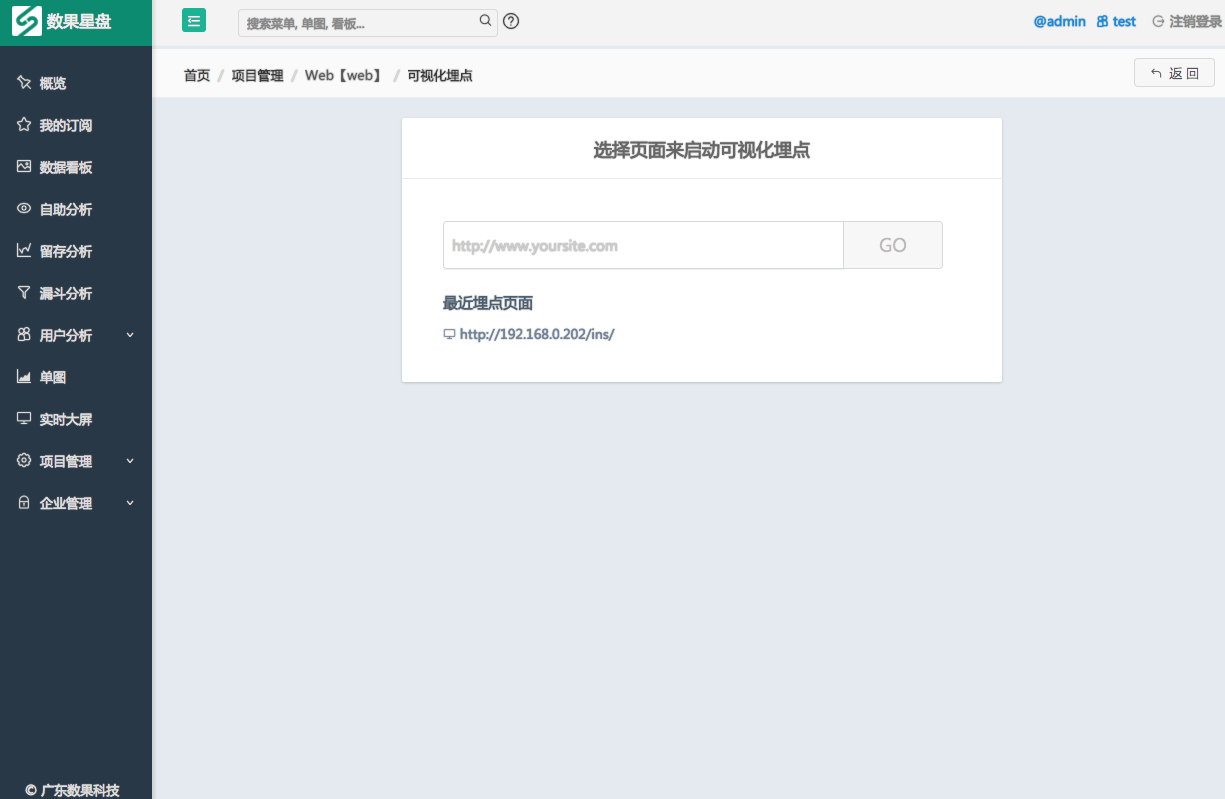 数果星盘
搜索菜单, 单图, 看板...
@admin test 注销登录
首页 / 项目管理 / Web【web】 / 可视化埋点
返回
概览
我的订阅
数据看板
自助分析
留存分析
漏斗分析
用户分析
单图
实时大屏
项目管理
企业管理
© 广东数果科技
选择页面来启动可视化埋点
http://www.yoursite.com GO
最近埋点页面
http://192.168.0.202/ins/